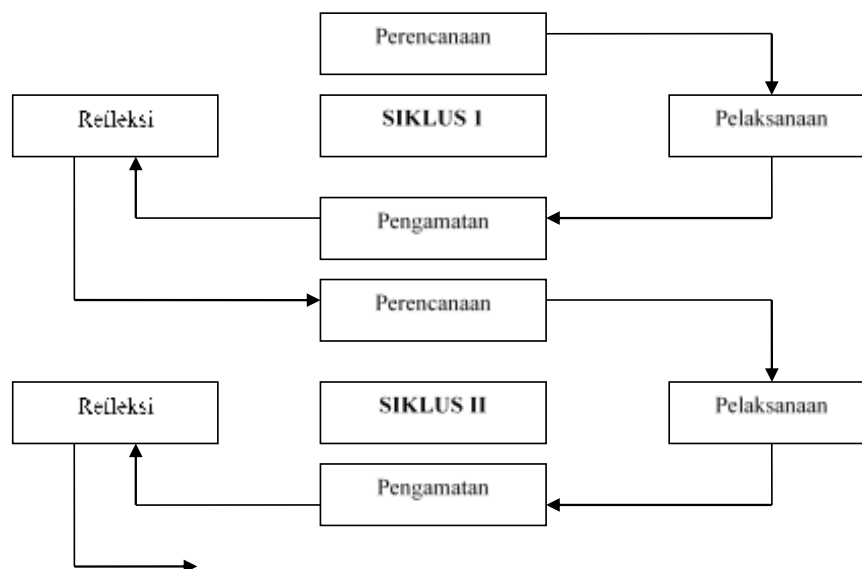 Perencanaan
Refleksi
SIKLUS I
Pelaksanaan
Pengamatan
Perencanaan
Refleksi
SIKLUS II
Pelaksanaan
Pengamatan